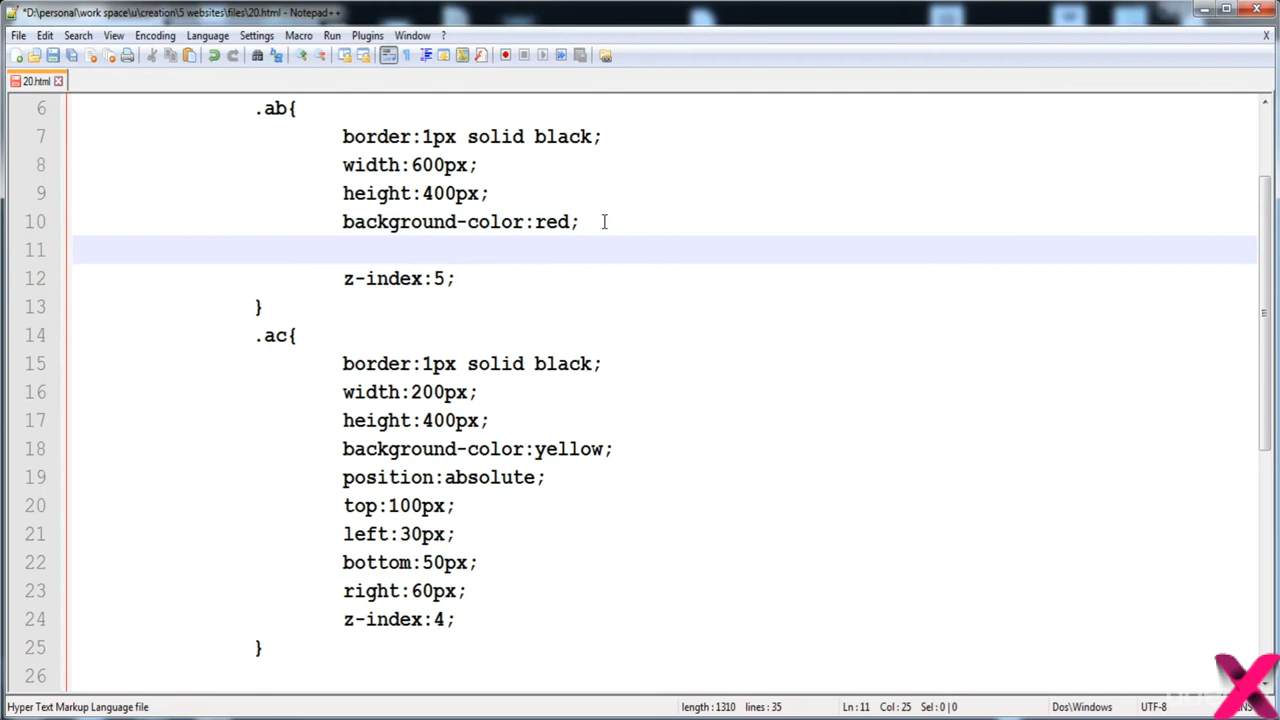 *D:\personal\work space\u\creation\5 websites\files\20.html - Notepad++
File Edit Search View Encoding Language Settings Macro Run Plugins Window ? X
20.html
6 .ab{
7 border:1px solid black;
8 width:600px;
9 height:400px;
10 background-color:red;
11
12 z-index:5;
13 }
14 .ac{
15 border:1px solid black;
16 width:200px;
17 height:400px;
18 background-color:yellow;
19 position:absolute;
20 top:100px;
21 left:30px;
22 bottom:50px;
23 right:60px;
24 z-index:4;
25 }
26
Hyper Text Markup Language file length : 1310 lines : 35 Ln : 11 Col : 25 Sel : 0 | 0 Dos\Windows UTF-8